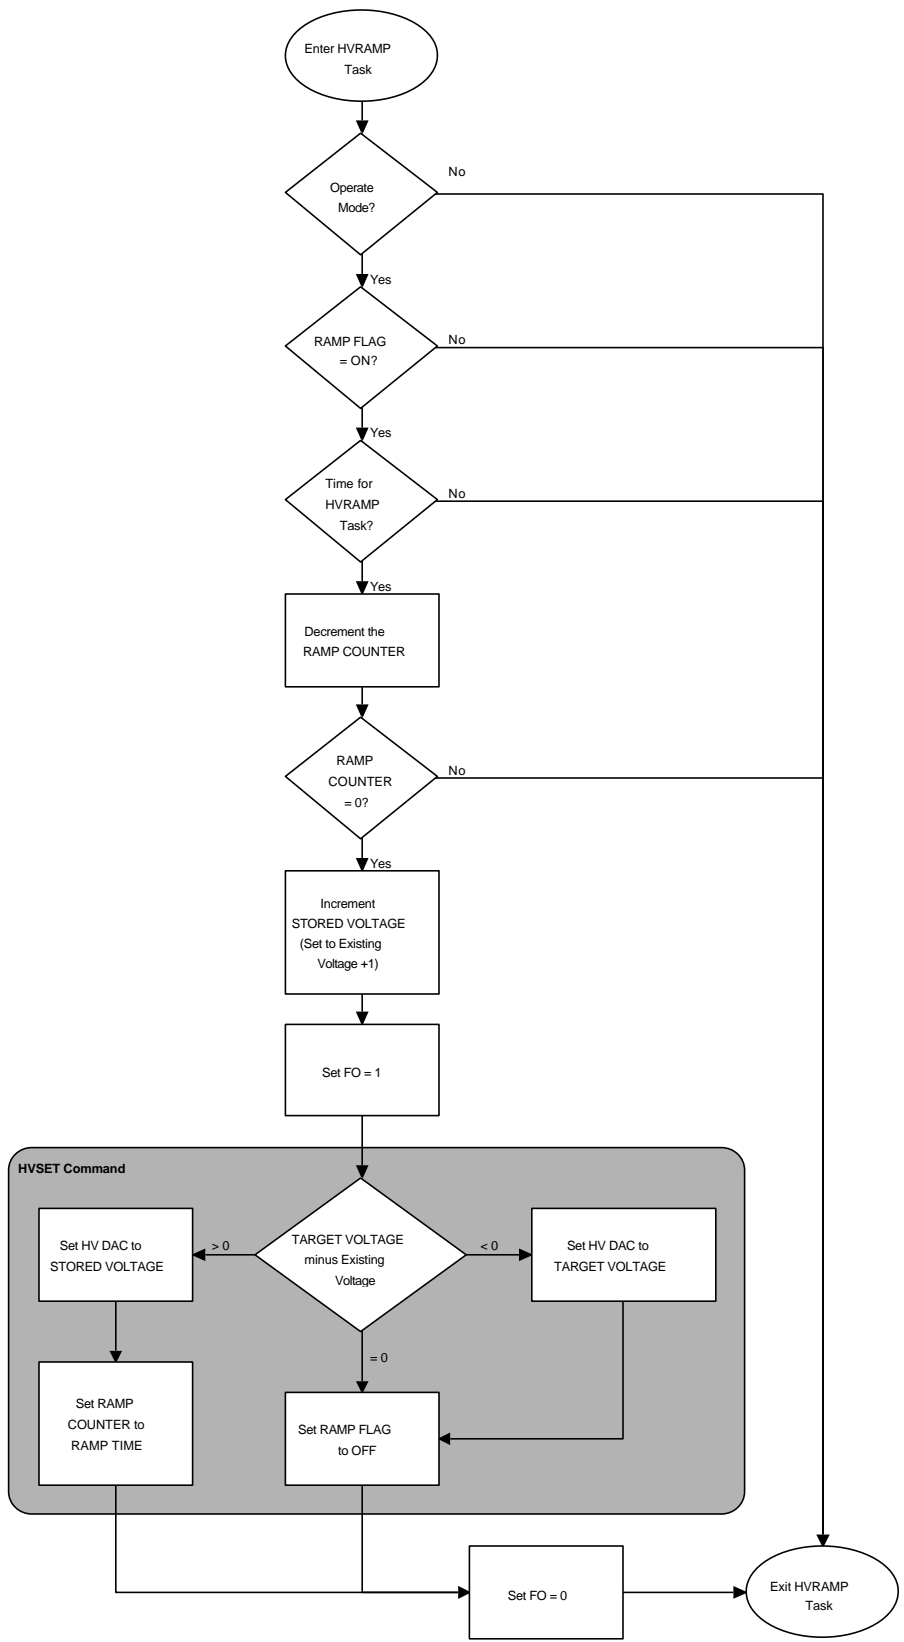 Enter HVRAMP
Task
No
Operate
Mode?
Yes
No
RAMP FLAG
= ON?
Yes
Time for
No
HVRAMP
Task?
Yes
Decrement the
RAMP COUNTER
RAMP
No
COUNTER
= 0?
Yes
Increment
STORED VOLTAGE
(Set to Existing
Voltage +1)
Set FO = 1
HVSET Command
TARGET VOLTAGE
minus Existing
Voltage
> 0
< 0
= 0
Set HV DAC to
STORED VOLTAGE
Set HV DAC to
TARGET VOLTAGE
Set RAMP
COUNTER to
RAMP TIME
Set RAMP FLAG
to OFF
Set FO = 0
Exit HVRAMP
Task